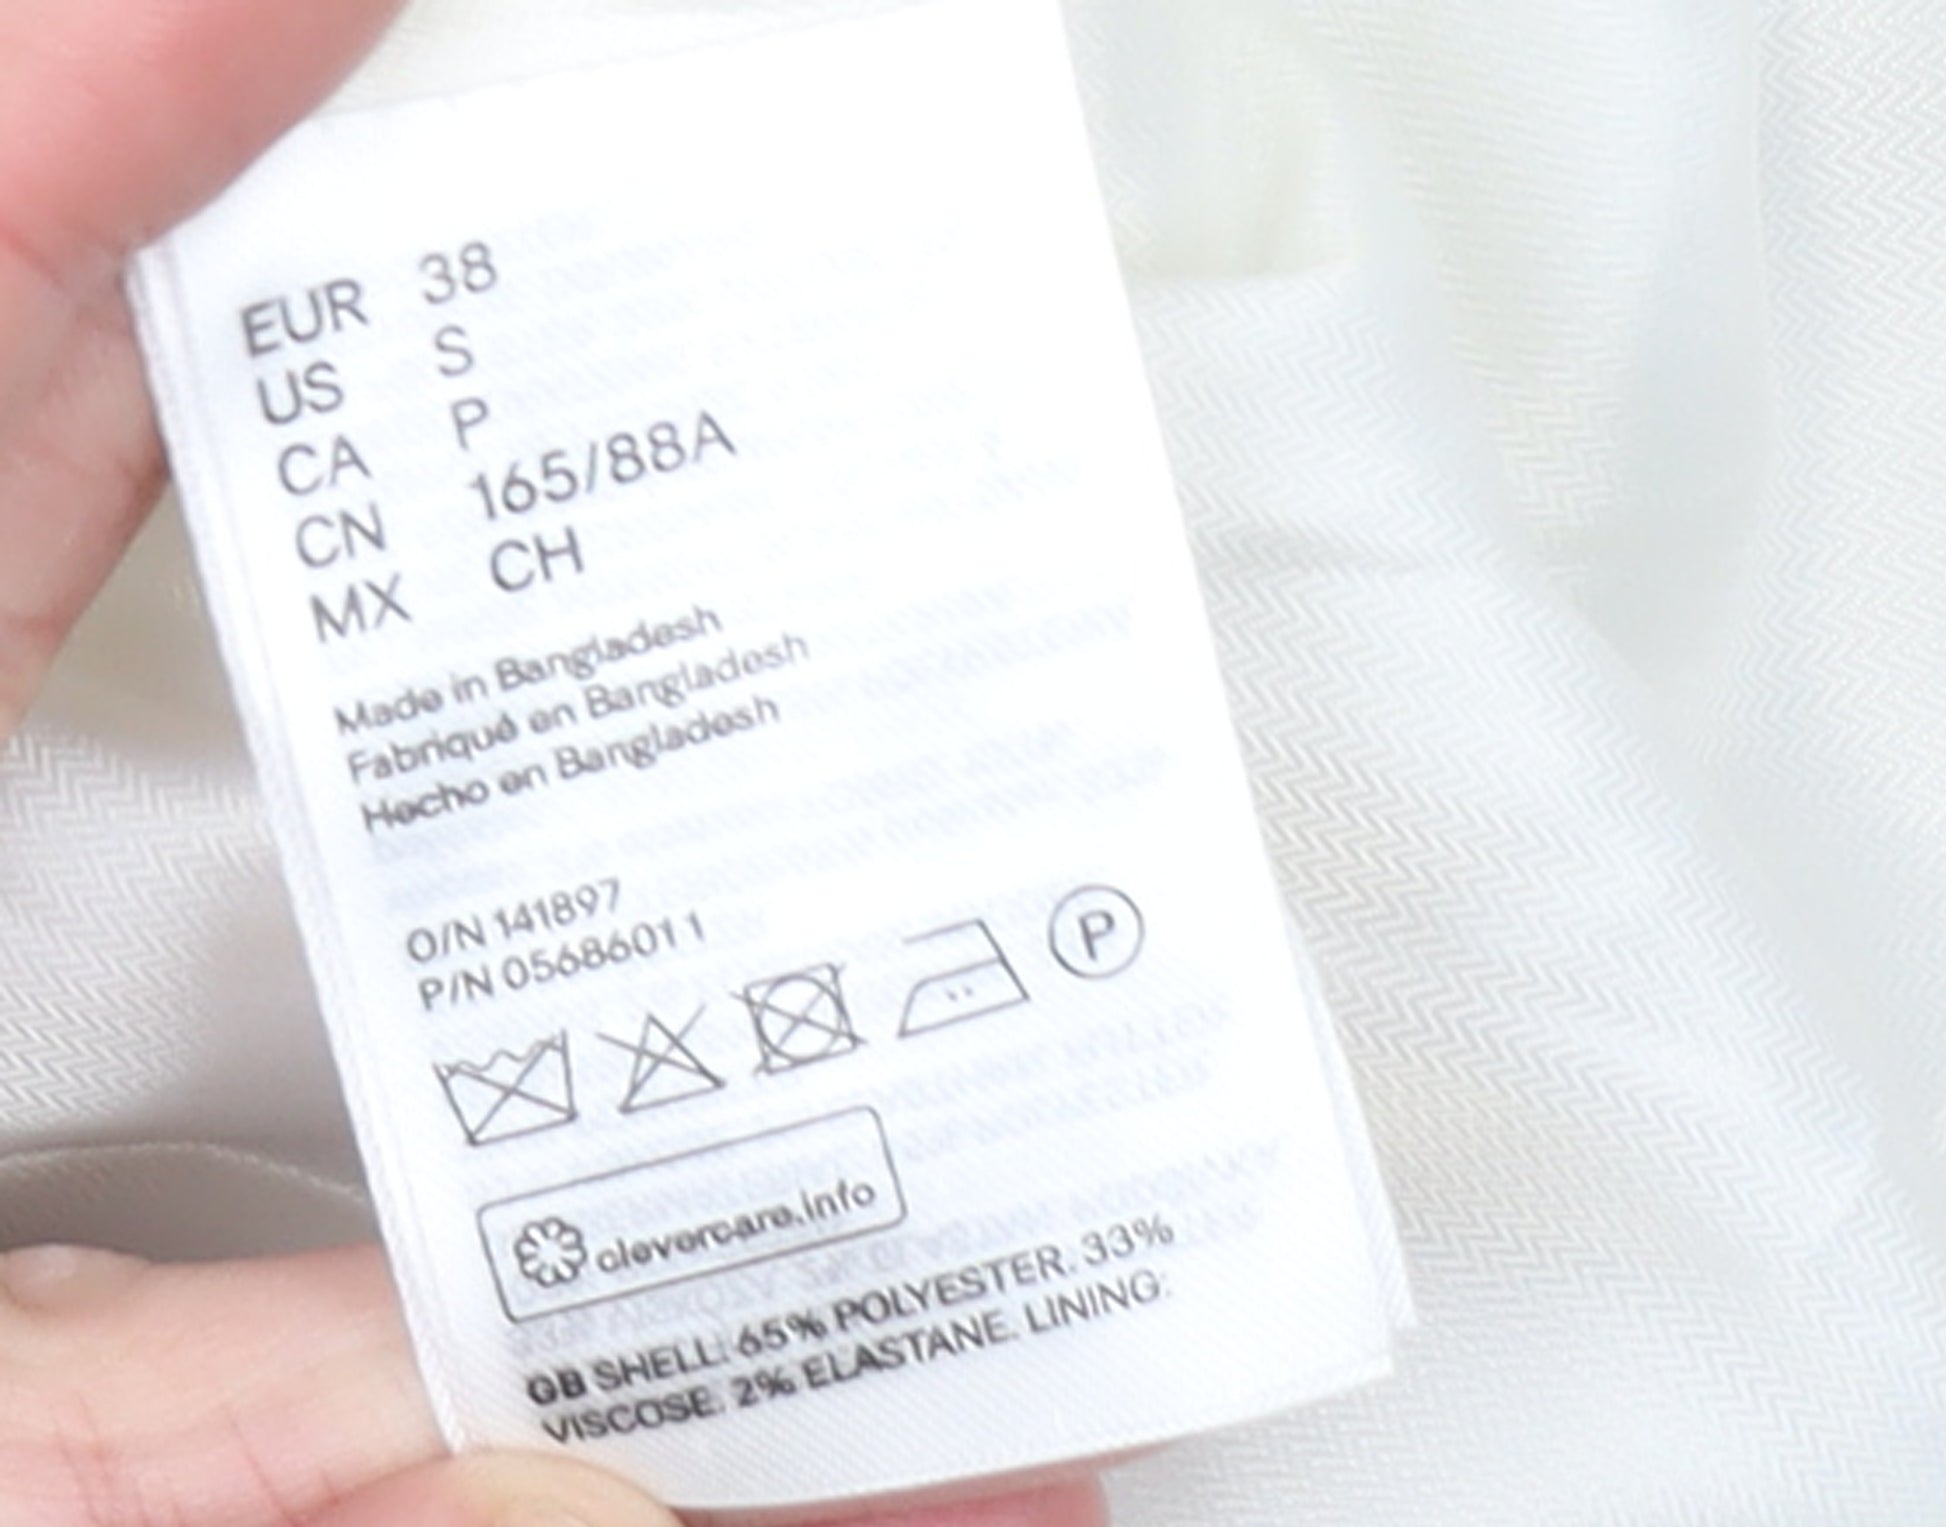 EUR 38
US S
CA P
CN 165/88A
MX CH
Made in Bangladesh
Fabriqué en Bangladesh
Hecho en Bangladesh
O/N 141897
P/N 05686011
P
clevercare.info
GB SHELL: 65% POLYESTER. 33%
VISCOSE. 2% ELASTANE. LINING: